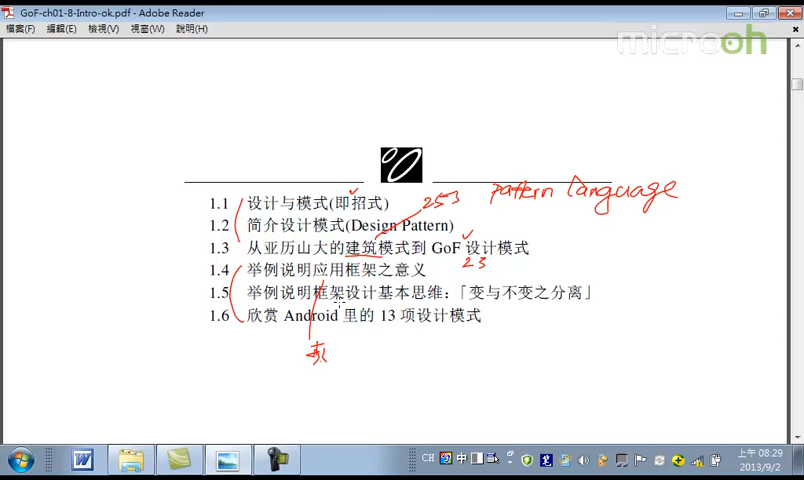 GoF-ch01-8-Intro-ok.pdf - Adobe Reader
檔案(F) 編輯(E) 檢視(V) 視窗(W) 說明(H)
microoh
pattern language
253
1.1 设计与模式(即招式)
1.2 简介设计模式(Design Pattern)
1.3 从亚历山大的建筑模式到 GoF 设计模式
23
1.4 举例说明应用框架之意义
1.5 举例说明框架设计基本思维：「变与不变之分离」
1.6 欣赏 Android 里的 13 项设计模式
CH 中 上午 08:29
2013/9/2